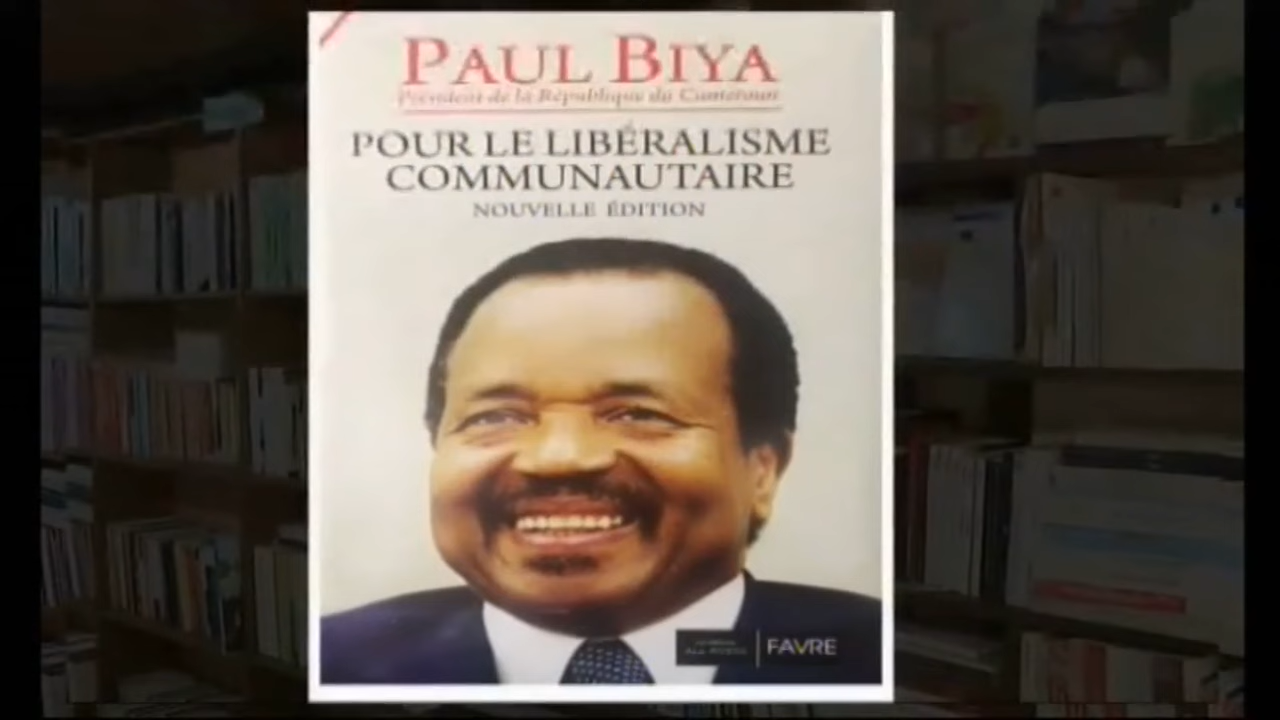 PAUL BIYA
Président de la République du Cameroun
POUR LE LIBÉRALISME
COMMUNAUTAIRE
NOUVELLE ÉDITION
FAVRE